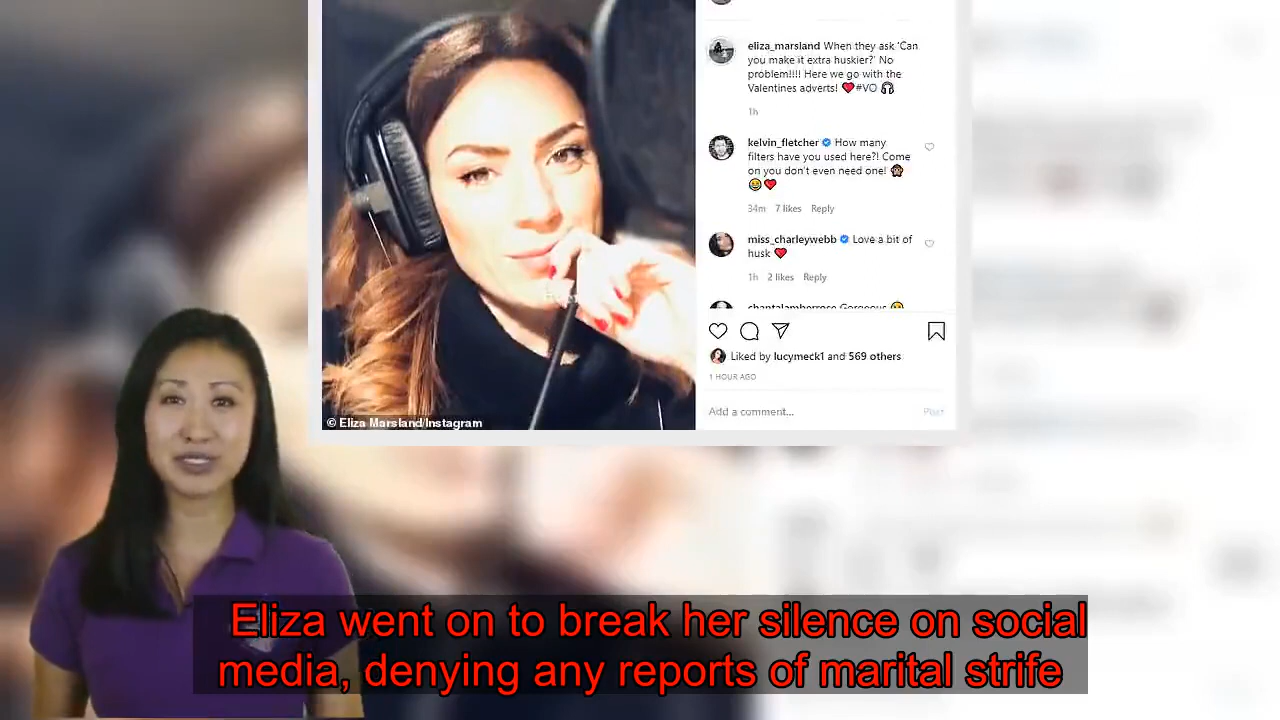 eliza_marsland When they ask 'Can
you make it extra huskier?' No
problem!!!! Here we go with the
Valentines adverts! ❤️#VO 🎧
1h
kelvin_fletcher How many
filters have you used here?! Come
on you don't even need one! 🙊
😂❤️
34m 7 likes Reply
miss_charleywebb Love a bit of
husk ❤️
1h 2 likes Reply
Liked by lucymeck1 and 569 others
1 HOUR AGO
Add a comment... Post
© Eliza Marsland/Instagram
Eliza went on to break her silence on social
media, denying any reports of marital strife